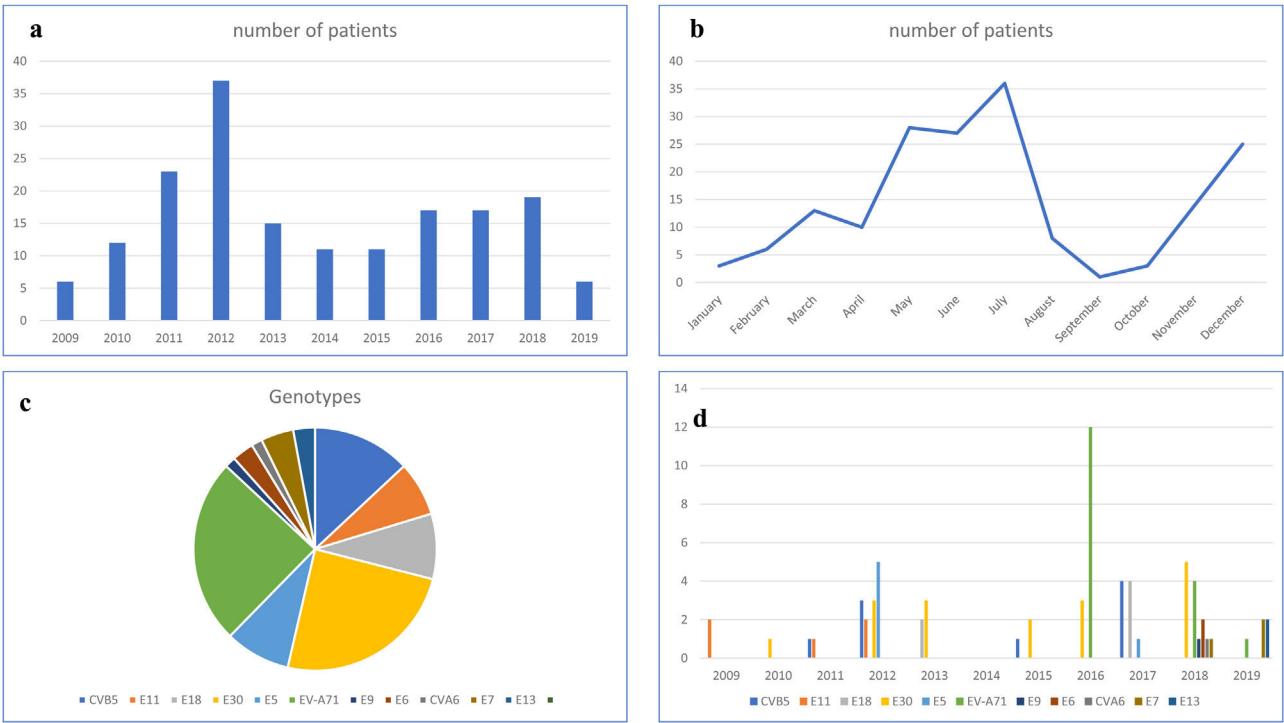 a
number of patients
40
35
30
25
20
15
10
5
0
2009 2010 2011 2012 2013 2014 2015 2016 2017 2018 2019
b
number of patients
40
35
30
25
20
15
10
5
0
January February March April May June July August September October November December
c
Genotypes
CVB5 E11 E18 E30 E5 EV-A71 E9 E6 CVA6 E7 E13
d
14
12
10
8
6
4
2
0
2009 2010 2011 2012 2013 2014 2015 2016 2017 2018 2019
CVB5 E11 E18 E30 E5 EV-A71 E9 E6 CVA6 E7 E13